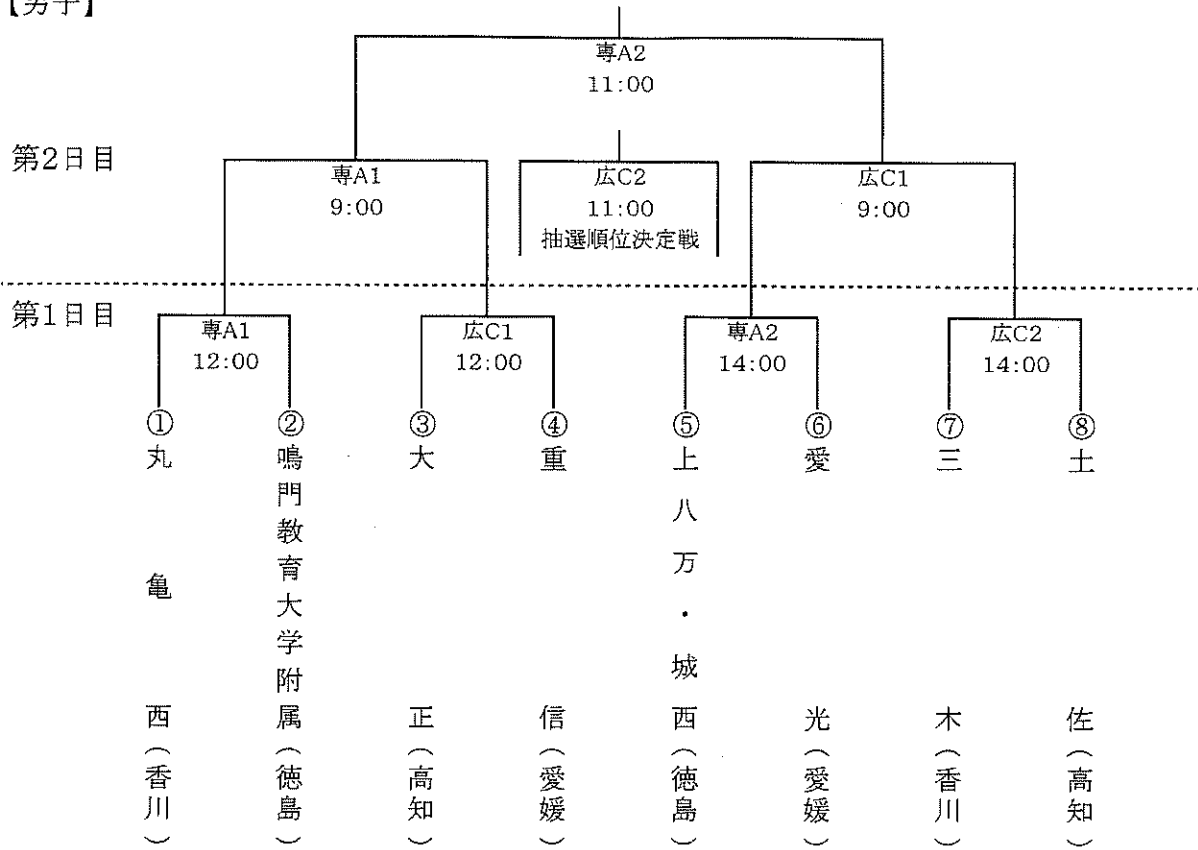 【男子】
専A2
11:00
第2日目
専A1
9:00
広C2
11:00
抽選順位決定戦
広C1
9:00
第1日目
専A1
12:00
広C1
12:00
専A2
14:00
広C2
14:00
①丸亀西(香川)
②鳴門教育大学附属(徳島)
③大正(高知)
④重信(愛媛)
⑤上八万・城西(徳島)
⑥愛光(愛媛)
⑦三木(香川)
⑧土佐(高知)